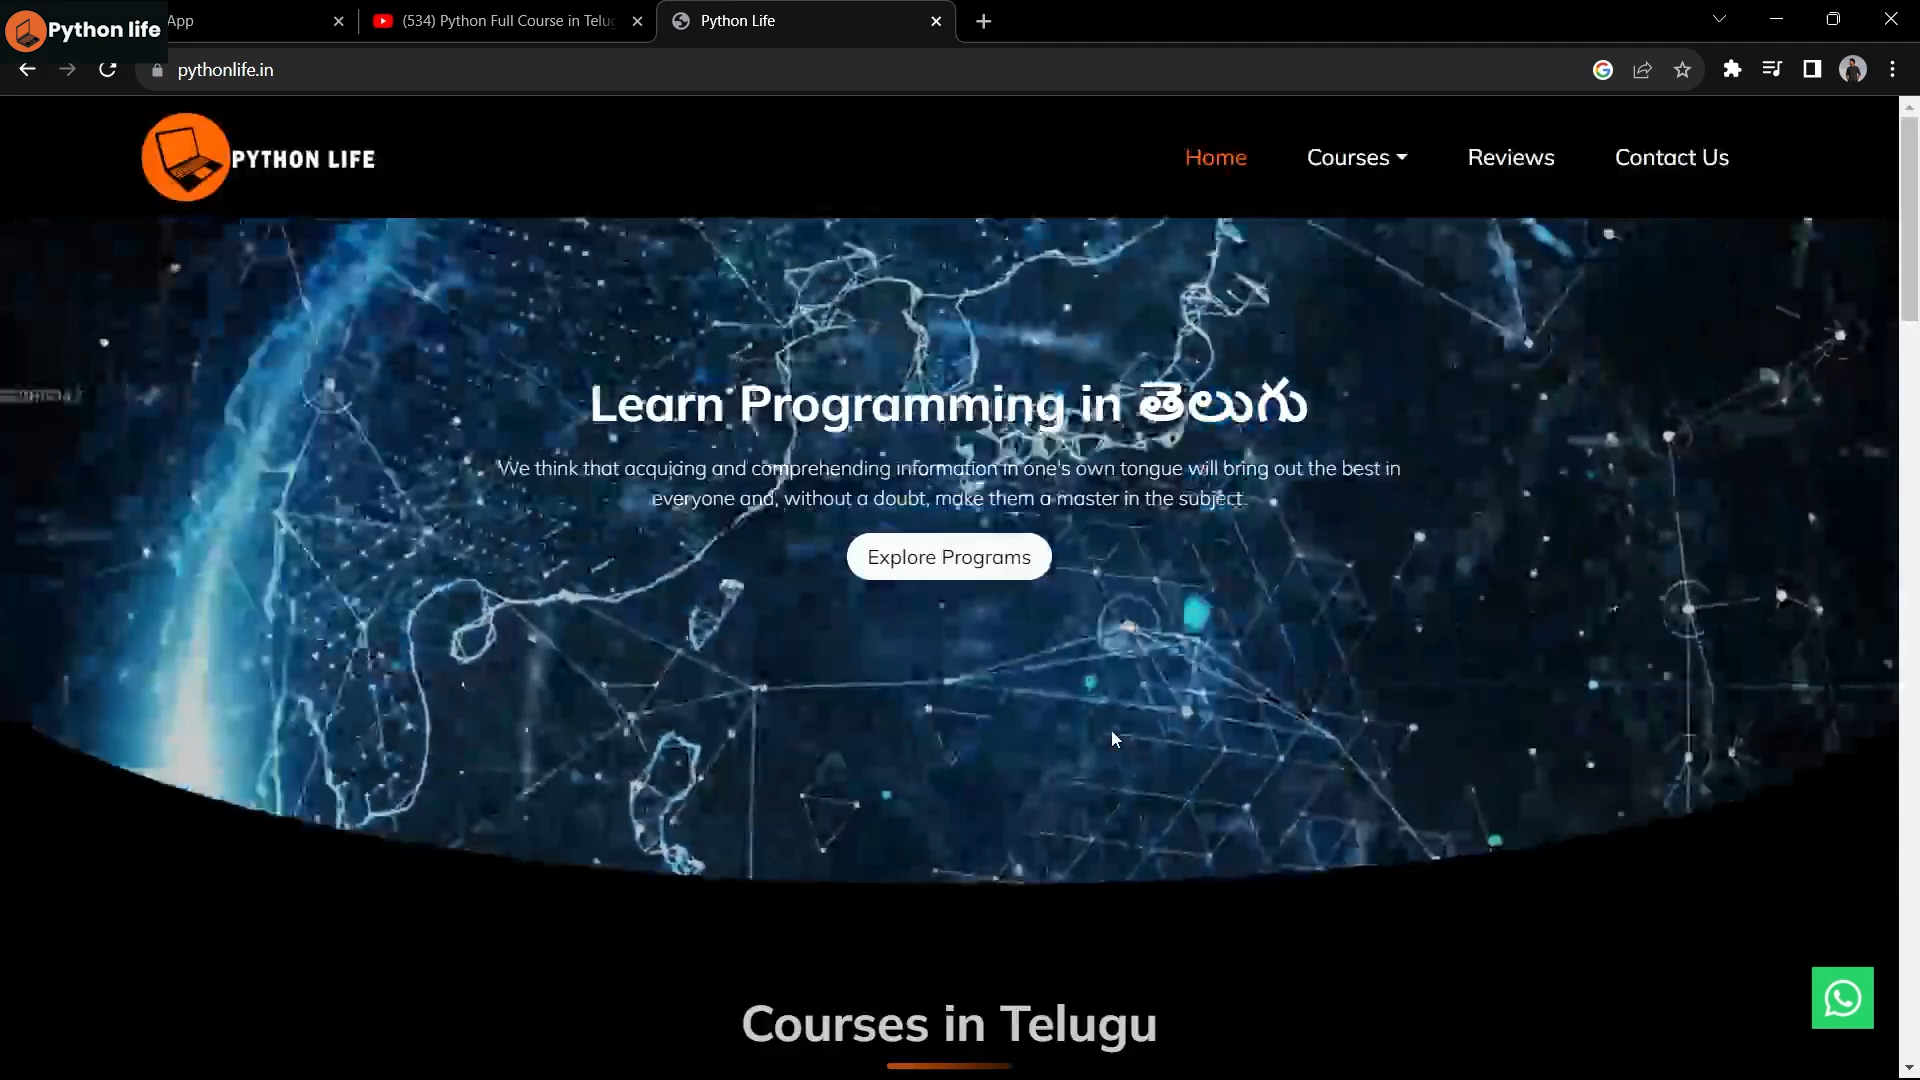 Python life
App
(534) Python Full Course in Telu
Python Life
pythonlife.in
PYTHON LIFE
Home
Courses
Reviews
Contact Us
Learn Programming in తెలుగు
We think that acquiring and comprehending information in one's own tongue will bring out the best in
everyone and, without a doubt, make them a master in the subject.
Explore Programs
Courses in Telugu